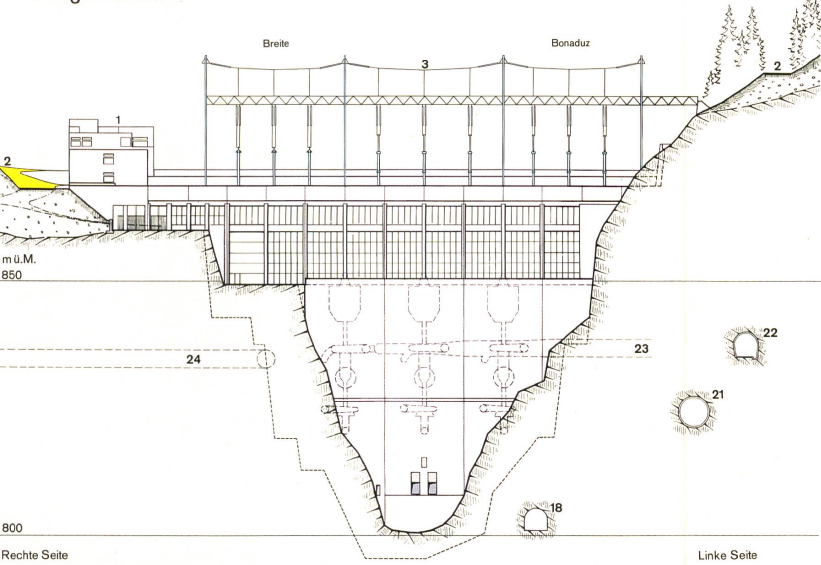 Breite
Bonaduz
3
2
1
2
m ü.M.
850
22
24
23
21
18
800
Rechte Seite
Linke Seite